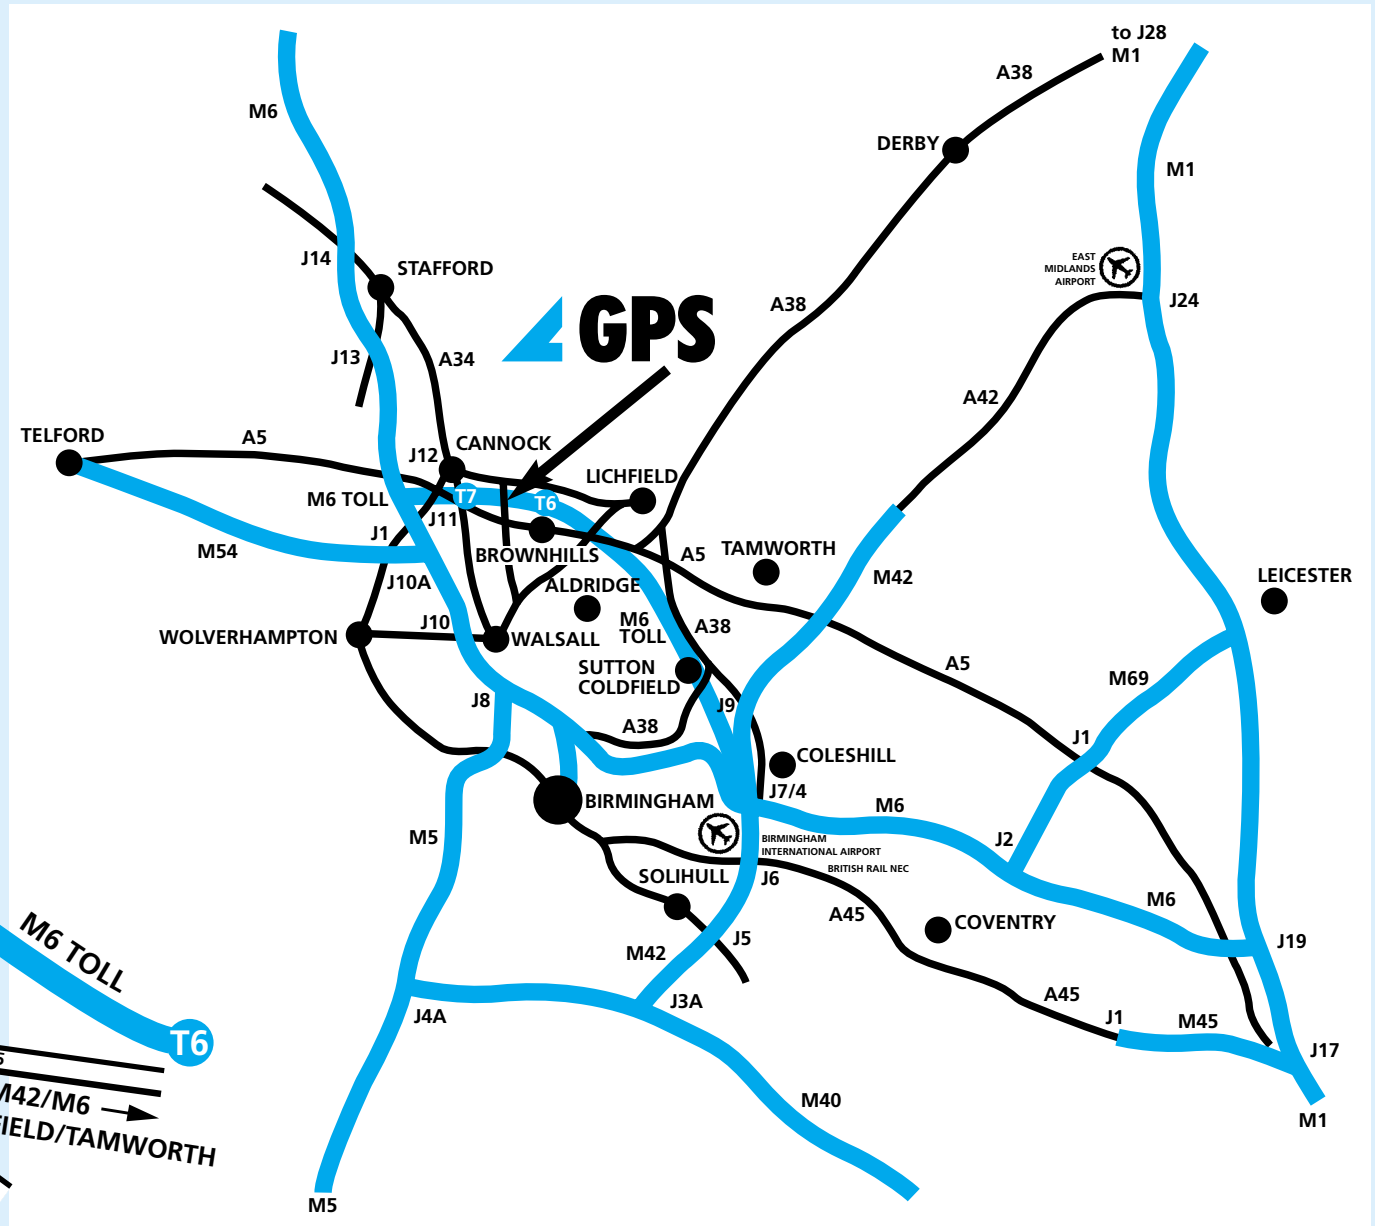 to J28
M1
A38
M6
DERBY
M1
J14
STAFFORD
EAST
MIDLANDS
AIRPORT
J24
A38
GPS
J13
A34
A42
TELFORD
A5
J12
CANNOCK
LICHFIELD
M6 TOLL
T7
T6
J11
J1
M54
BROWNHILLS
A5
TAMWORTH
J10A
ALDRIDGE
M42
LEICESTER
WOLVERHAMPTON
J10
WALSALL
M6
TOLL
A38
A5
SUTTON
COLDFIELD
M69
J8
J9
A38
J1
COLESHILL
J7/4
BIRMINGHAM
M6
M5
BIRMINGHAM
INTERNATIONAL AIRPORT
J2
BRITISH RAIL NEC
SOLIHULL
J6
M6
A45
COVENTRY
M42
J5
J19
M6 TOLL
T6
J3A
A45
J4A
J1
M45
J17
M42/M6
FIELD/TAMWORTH
M40
M1
M5